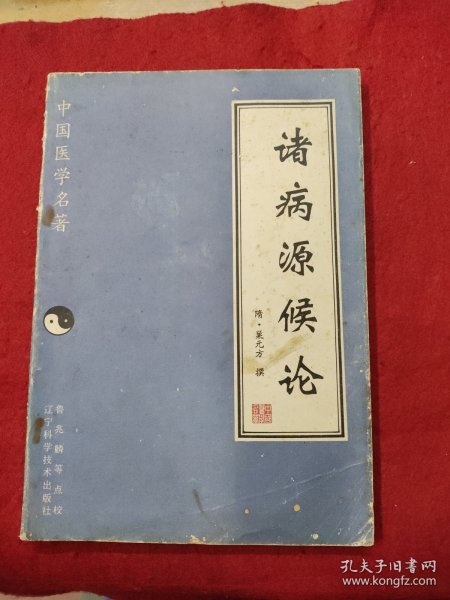 中国医学名著
诸病源候论
隋·巢元方 撰
鲁兆麟等点校
辽宁科学技术出版社
孔夫子旧书网
www.kongfz.com